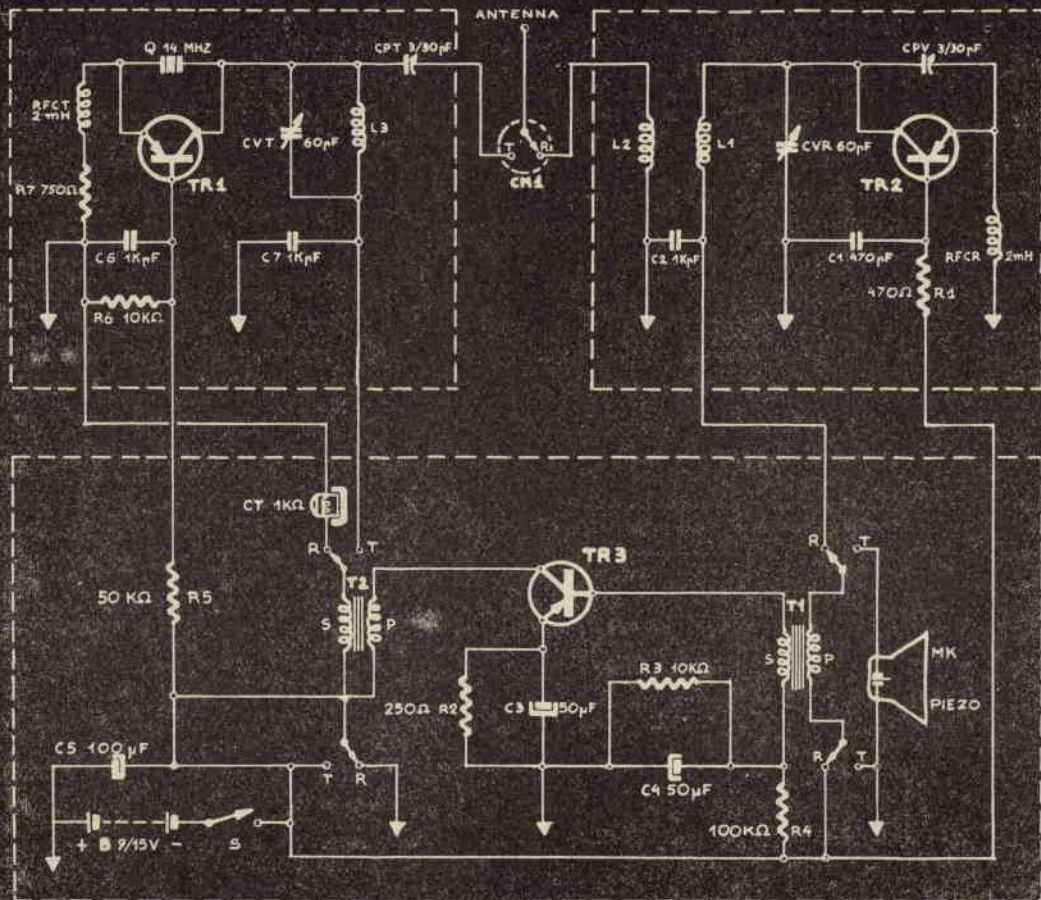 ANTENNA
Q 14 MHZ
CPT 3/30pF
CPV 3/30pF
RFCT
2mH
TR1
CVT 60pF
L3
T R
CM1
L2
L1
CVR 60pF
TR2
R7 750Ω
C6 1KpF
C7 1KpF
C2 1KpF
C1 470pF
RFCR 2mH
R6 10KΩ
470Ω R1
CT 1KΩ
R T
TR3
R T
50 KΩ R5
T2
S P
T1
S P
MK
PIEZO
R3 10KΩ
250Ω R2
C3 50µF
C5 100µF
T R
R T
C4 50µF
100KΩ R4
+ B 9/15V - S